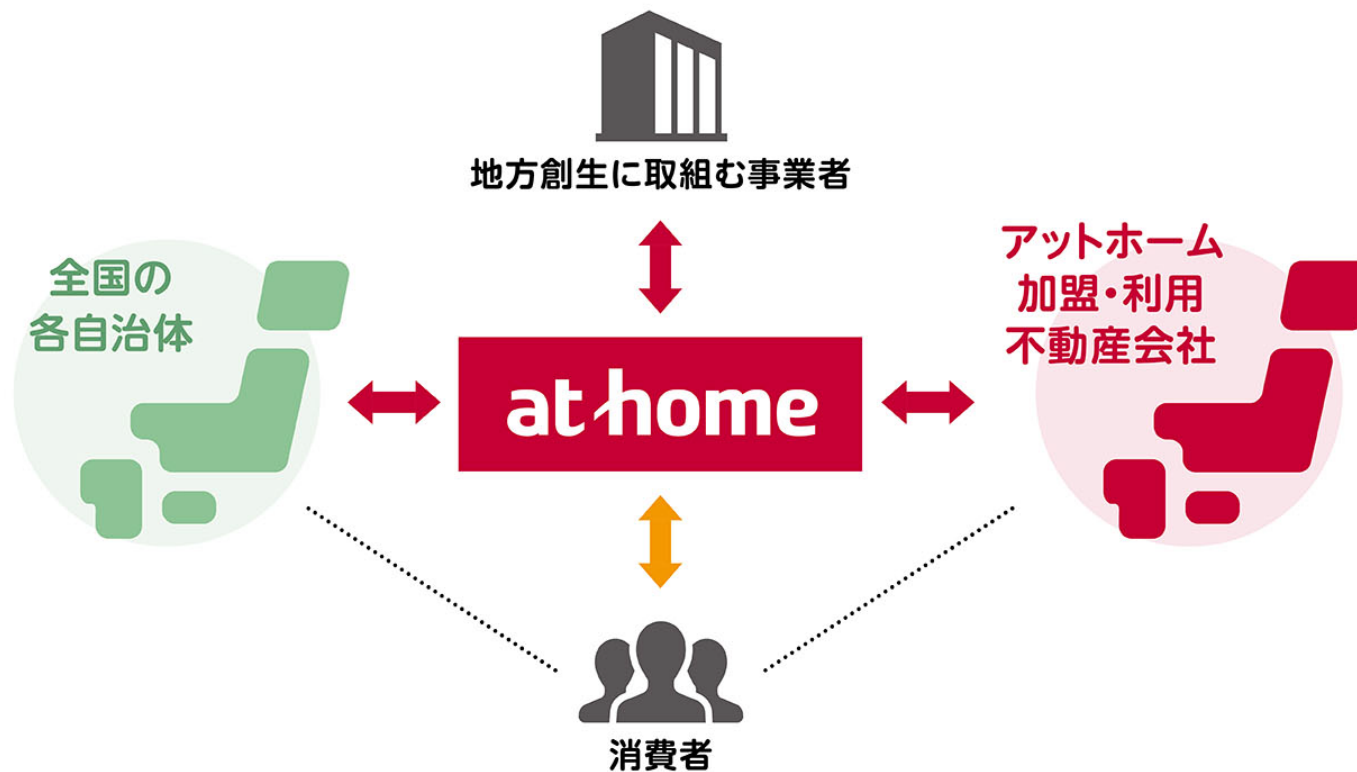 地方創生に取組む事業者
全国の
各自治体
アットホーム
加盟・利用
不動産会社
at home
消費者